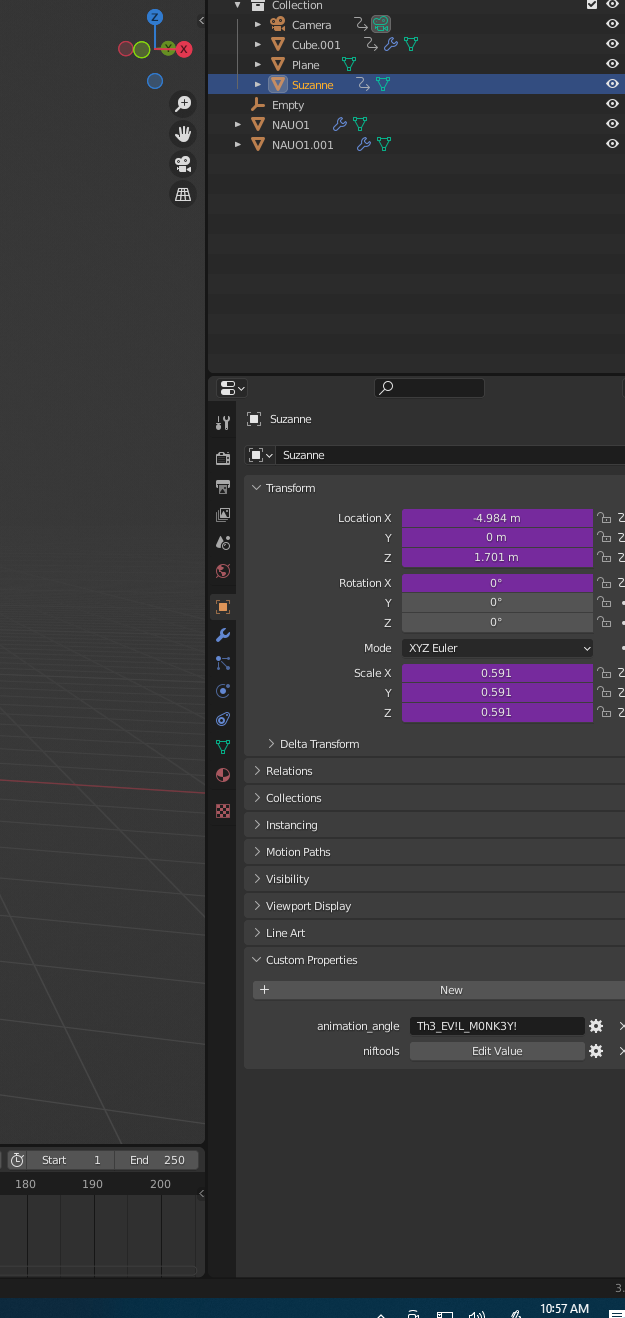 Collection
Z
Camera
Y X
Cube.001
Plane
Suzanne
Empty
NAUO1
NAUO1.001
Suzanne
Suzanne
Transform
Location X -4.984 m
Y 0 m
Z 1.701 m
Rotation X 0°
Y 0°
Z 0°
Mode XYZ Euler
Scale X 0.591
Y 0.591
Z 0.591
Delta Transform
Relations
Collections
Instancing
Motion Paths
Visibility
Viewport Display
Line Art
Custom Properties
+ New
animation_angle Th3_EV!L_M0NK3Y!
niftools Edit Value
Start 1 End 250
180 190 200
3.
10:57 AM